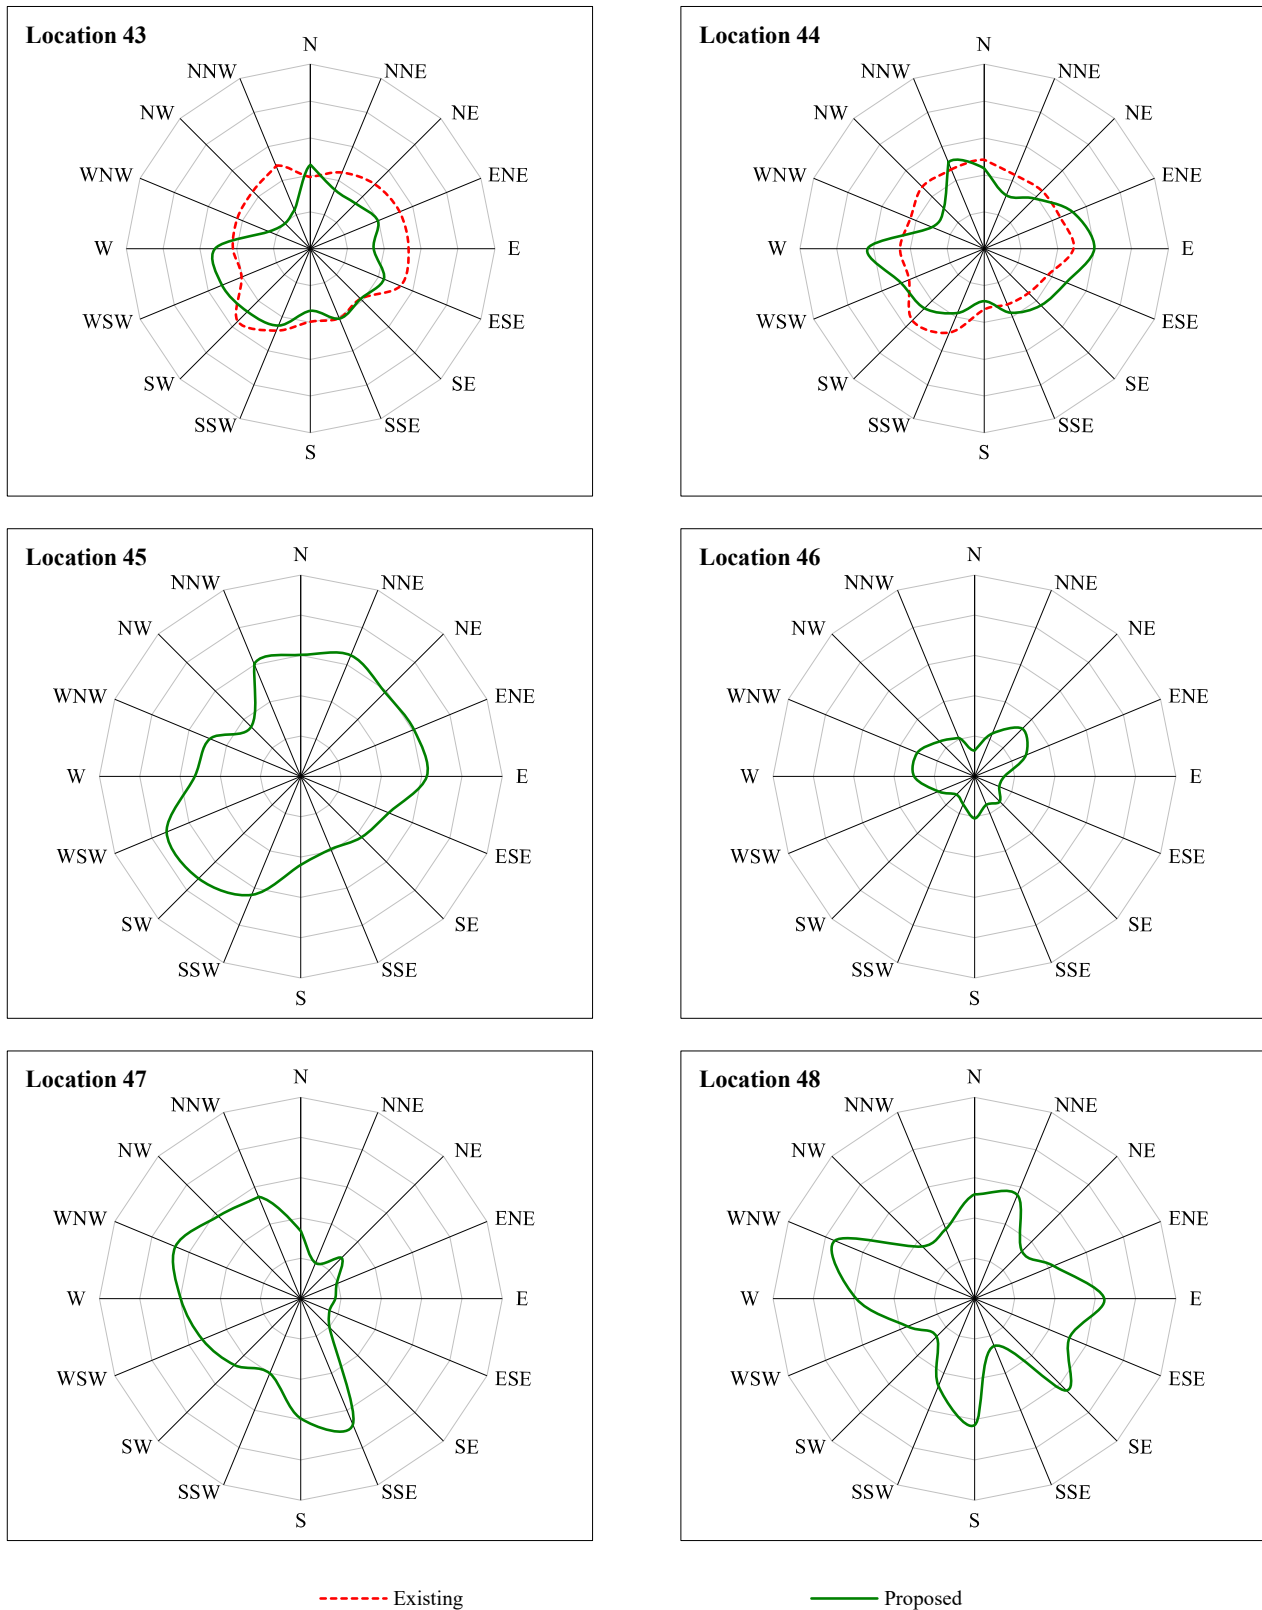 Location 43
N
NNW
NNE
NW
NE
WNW
ENE
W
E
WSW
ESE
SW
SE
SSW
SSE
S
Location 44
N
NNW
NNE
NW
NE
WNW
ENE
W
E
WSW
ESE
SW
SE
SSW
SSE
S
Location 45
N
NNW
NNE
NW
NE
WNW
ENE
W
E
WSW
ESE
SW
SE
SSW
SSE
S
Location 46
N
NNW
NNE
NW
NE
WNW
ENE
W
E
WSW
ESE
SW
SE
SSW
SSE
S
Location 47
N
NNW
NNE
NW
NE
WNW
ENE
W
E
WSW
ESE
SW
SE
SSW
SSE
S
Location 48
N
NNW
NNE
NW
NE
WNW
ENE
W
E
WSW
ESE
SW
SE
SSW
SSE
S
Existing
Proposed